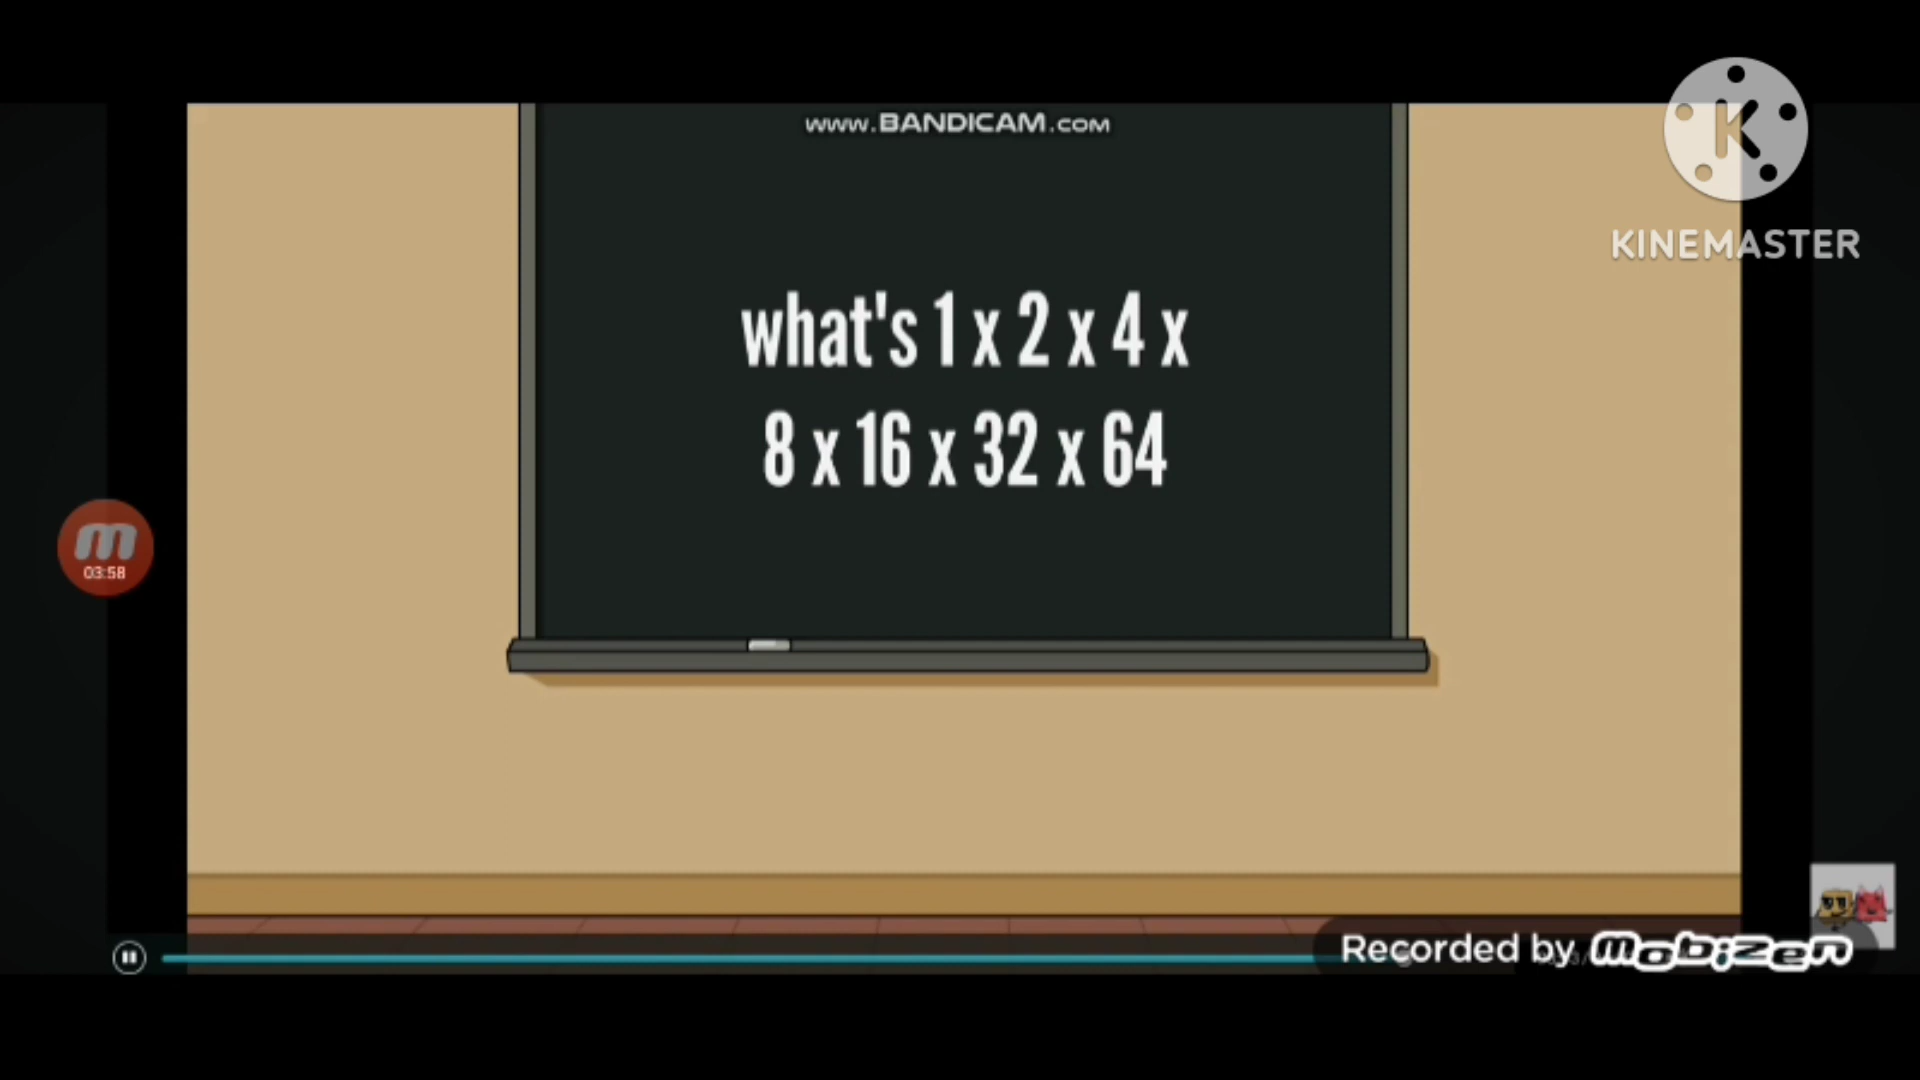 www.BANDICAM.com
KINEMASTER
what's 1 x 2 x 4 x
8 x 16 x 32 x 64
03:58
Recorded by mobizen